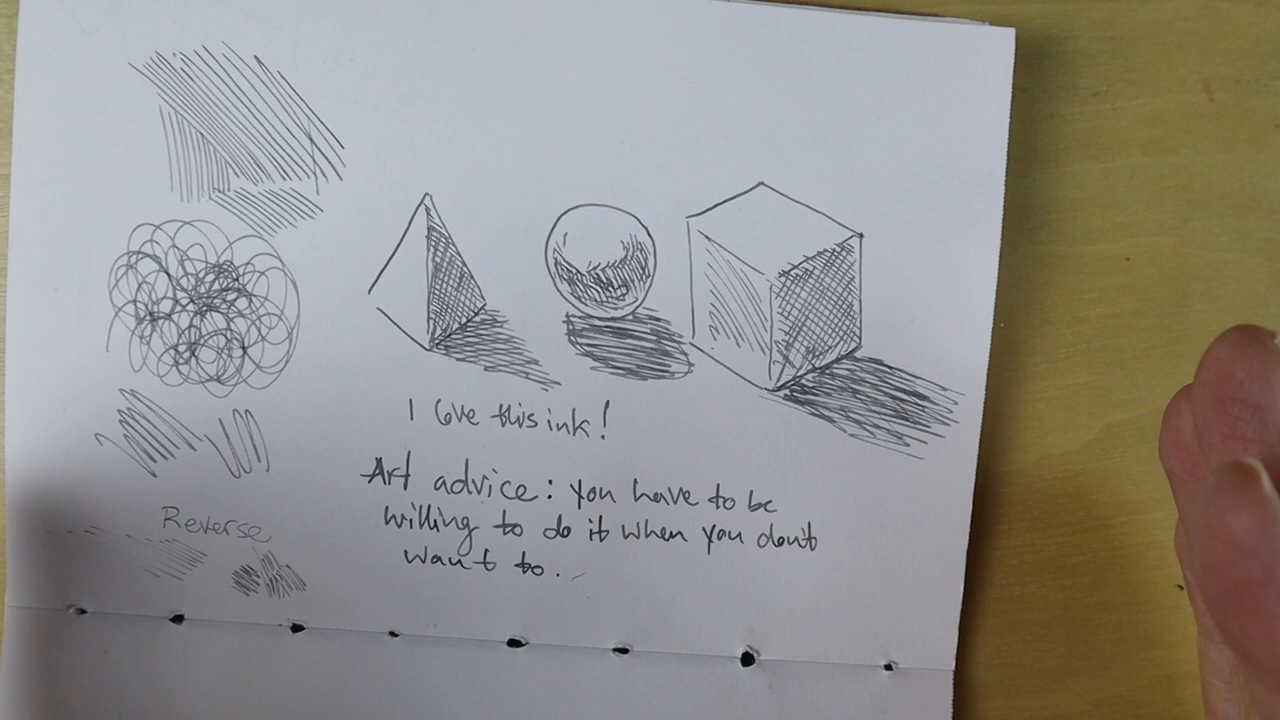 I love this ink!
Art advice: you have to be
willing to do it when you don't
want to.
Reverse